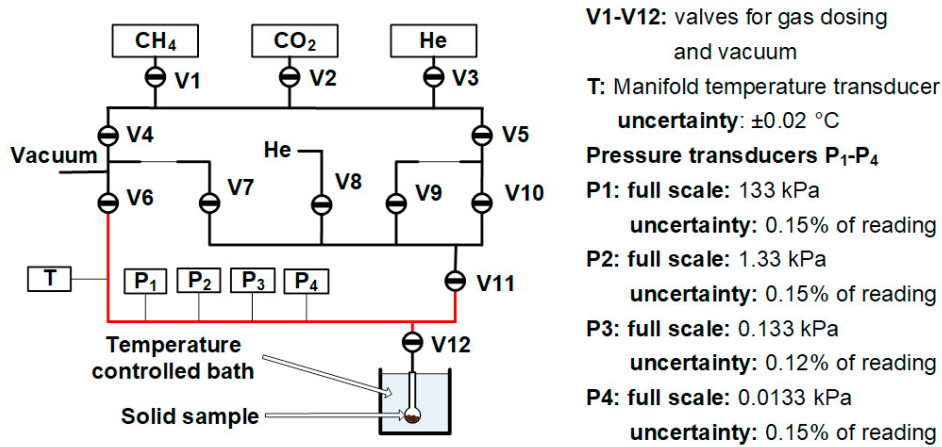 CH4
CO2
He
V1
V2
V3
V4
V5
Vacuum
He
V6
V7
V8
V9
V10
T
P1
P2
P3
P4
V11
V12
Temperature
controlled bath
Solid sample
V1-V12: valves for gas dosing
and vacuum
T: Manifold temperature transducer
uncertainty: ±0.02 °C
Pressure transducers P1-P4
P1: full scale: 133 kPa
uncertainty: 0.15% of reading
P2: full scale: 1.33 kPa
uncertainty: 0.15% of reading
P3: full scale: 0.133 kPa
uncertainty: 0.12% of reading
P4: full scale: 0.0133 kPa
uncertainty: 0.15% of reading